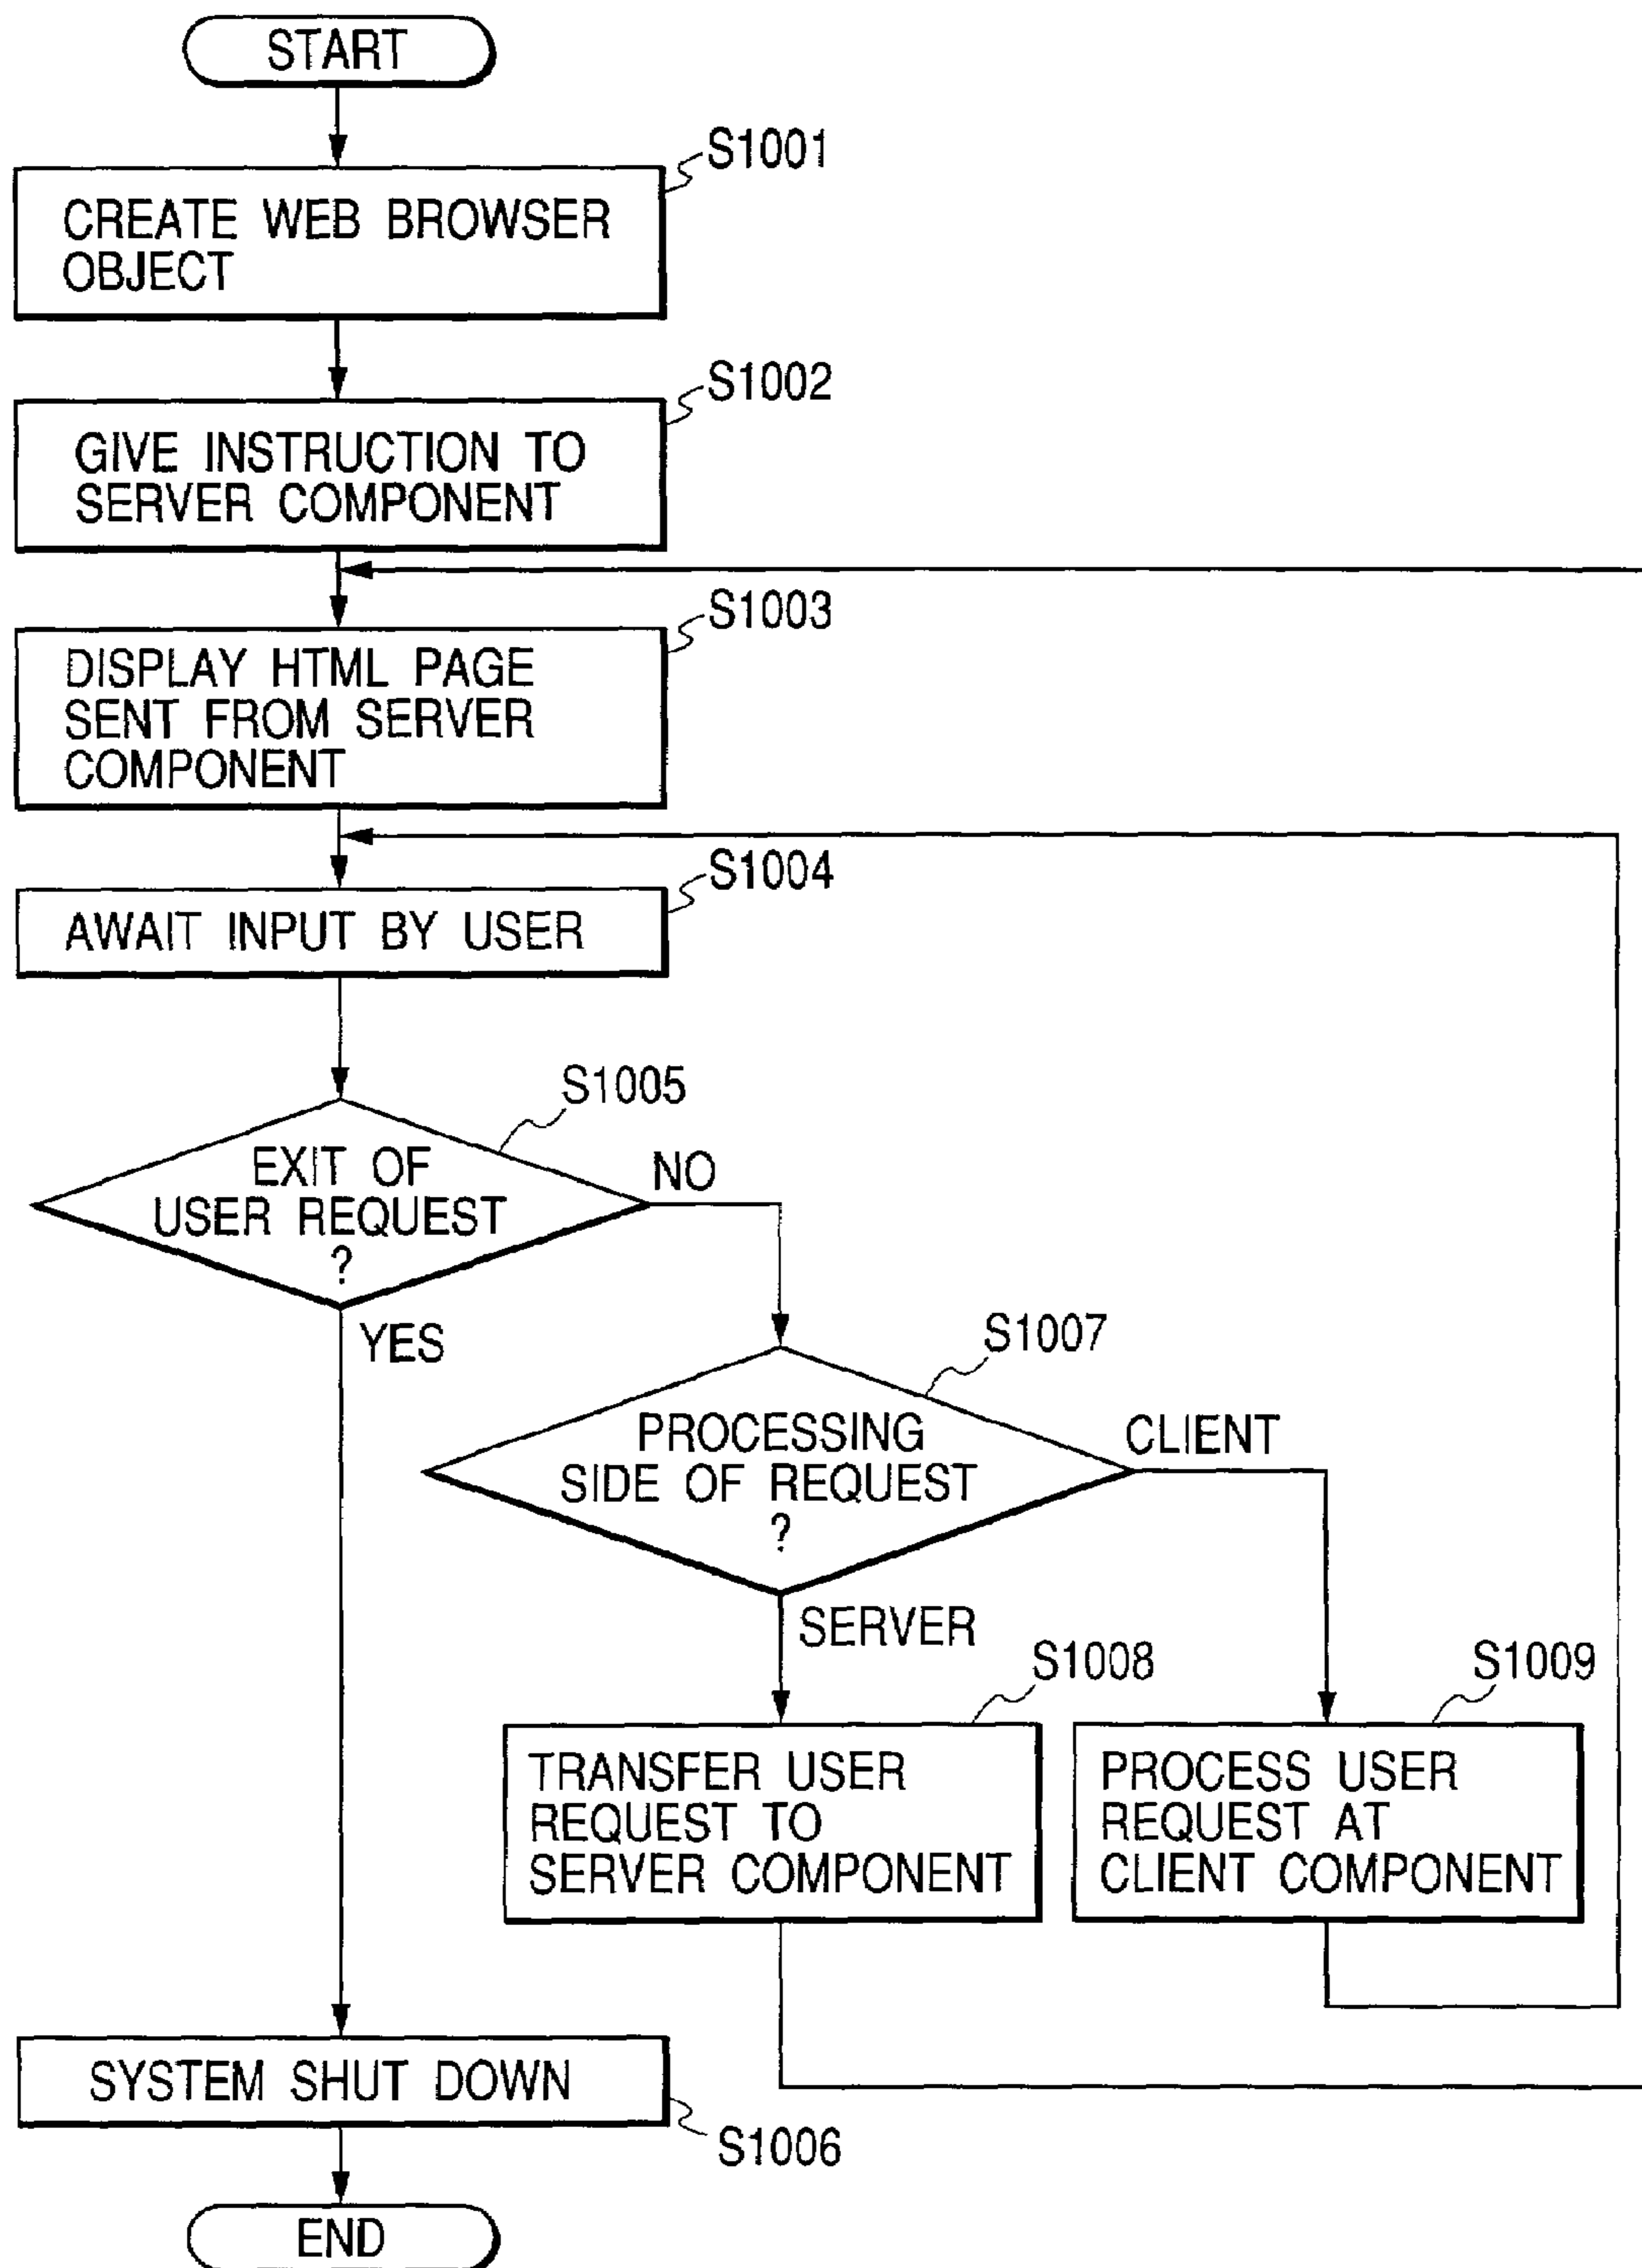 START
S1001
CREATE WEB BROWSER
OBJECT
S1002
GIVE INSTRUCTION TO
SERVER COMPONENT
S1003
DISPLAY HTML PAGE
SENT FROM SERVER
COMPONENT
S1004
AWAIT INPUT BY USER
S1005
EXIT OF
USER REQUEST
?
NO
YES
S1007
PROCESSING
SIDE OF REQUEST
?
CLIENT
SERVER
S1008
TRANSFER USER
REQUEST TO
SERVER COMPONENT
S1009
PROCESS USER
REQUEST AT
CLIENT COMPONENT
SYSTEM SHUT DOWN
S1006
END